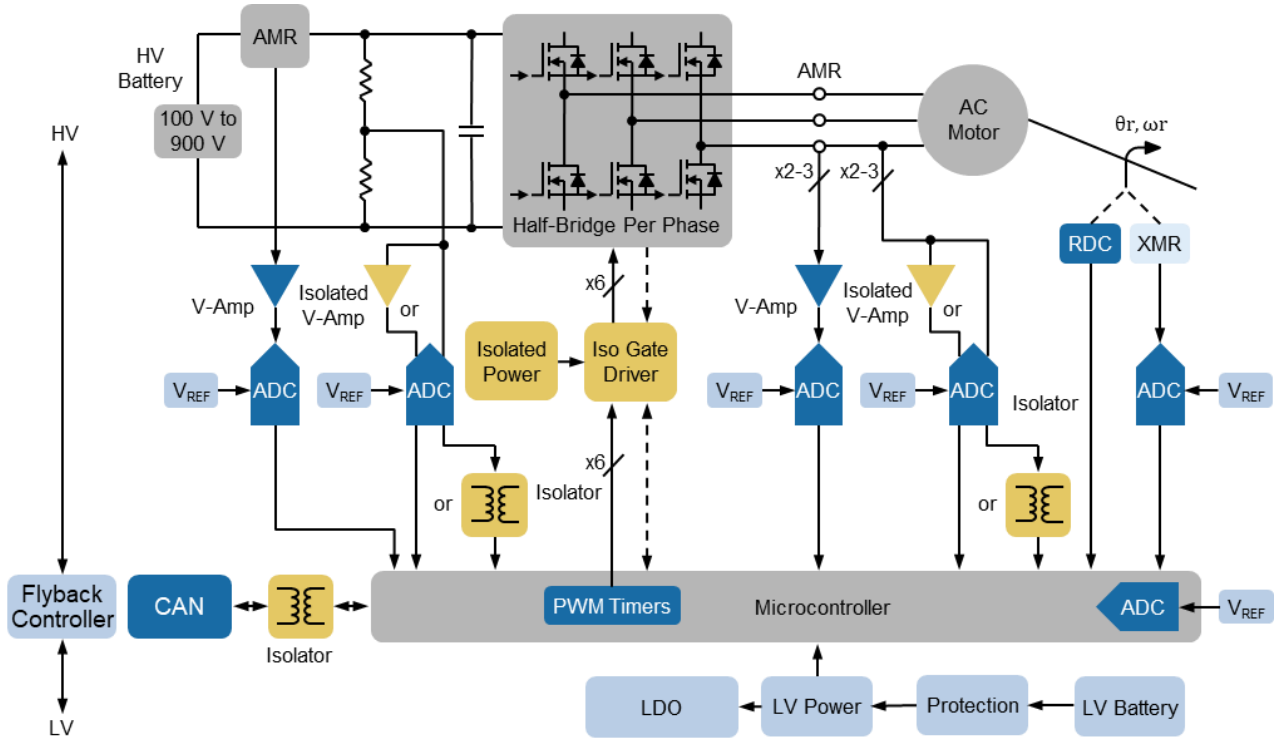 AMR
HV
Battery
100 V to
900 V
HV
AMR
AC
Motor
θr, ωr
x2-3
x2-3
Half-Bridge Per Phase
RDC
XMR
x6
V-Amp
Isolated
V-Amp
or
V-Amp
Isolated
V-Amp
or
Isolated
Power
Iso Gate
Driver
VREF
ADC
VREF
ADC
VREF
ADC
VREF
ADC
Isolator
ADC
VREF
x6
or
Isolator
or
Flyback
Controller
CAN
Isolator
PWM Timers
Microcontroller
ADC
VREF
LDO
LV Power
Protection
LV Battery
LV